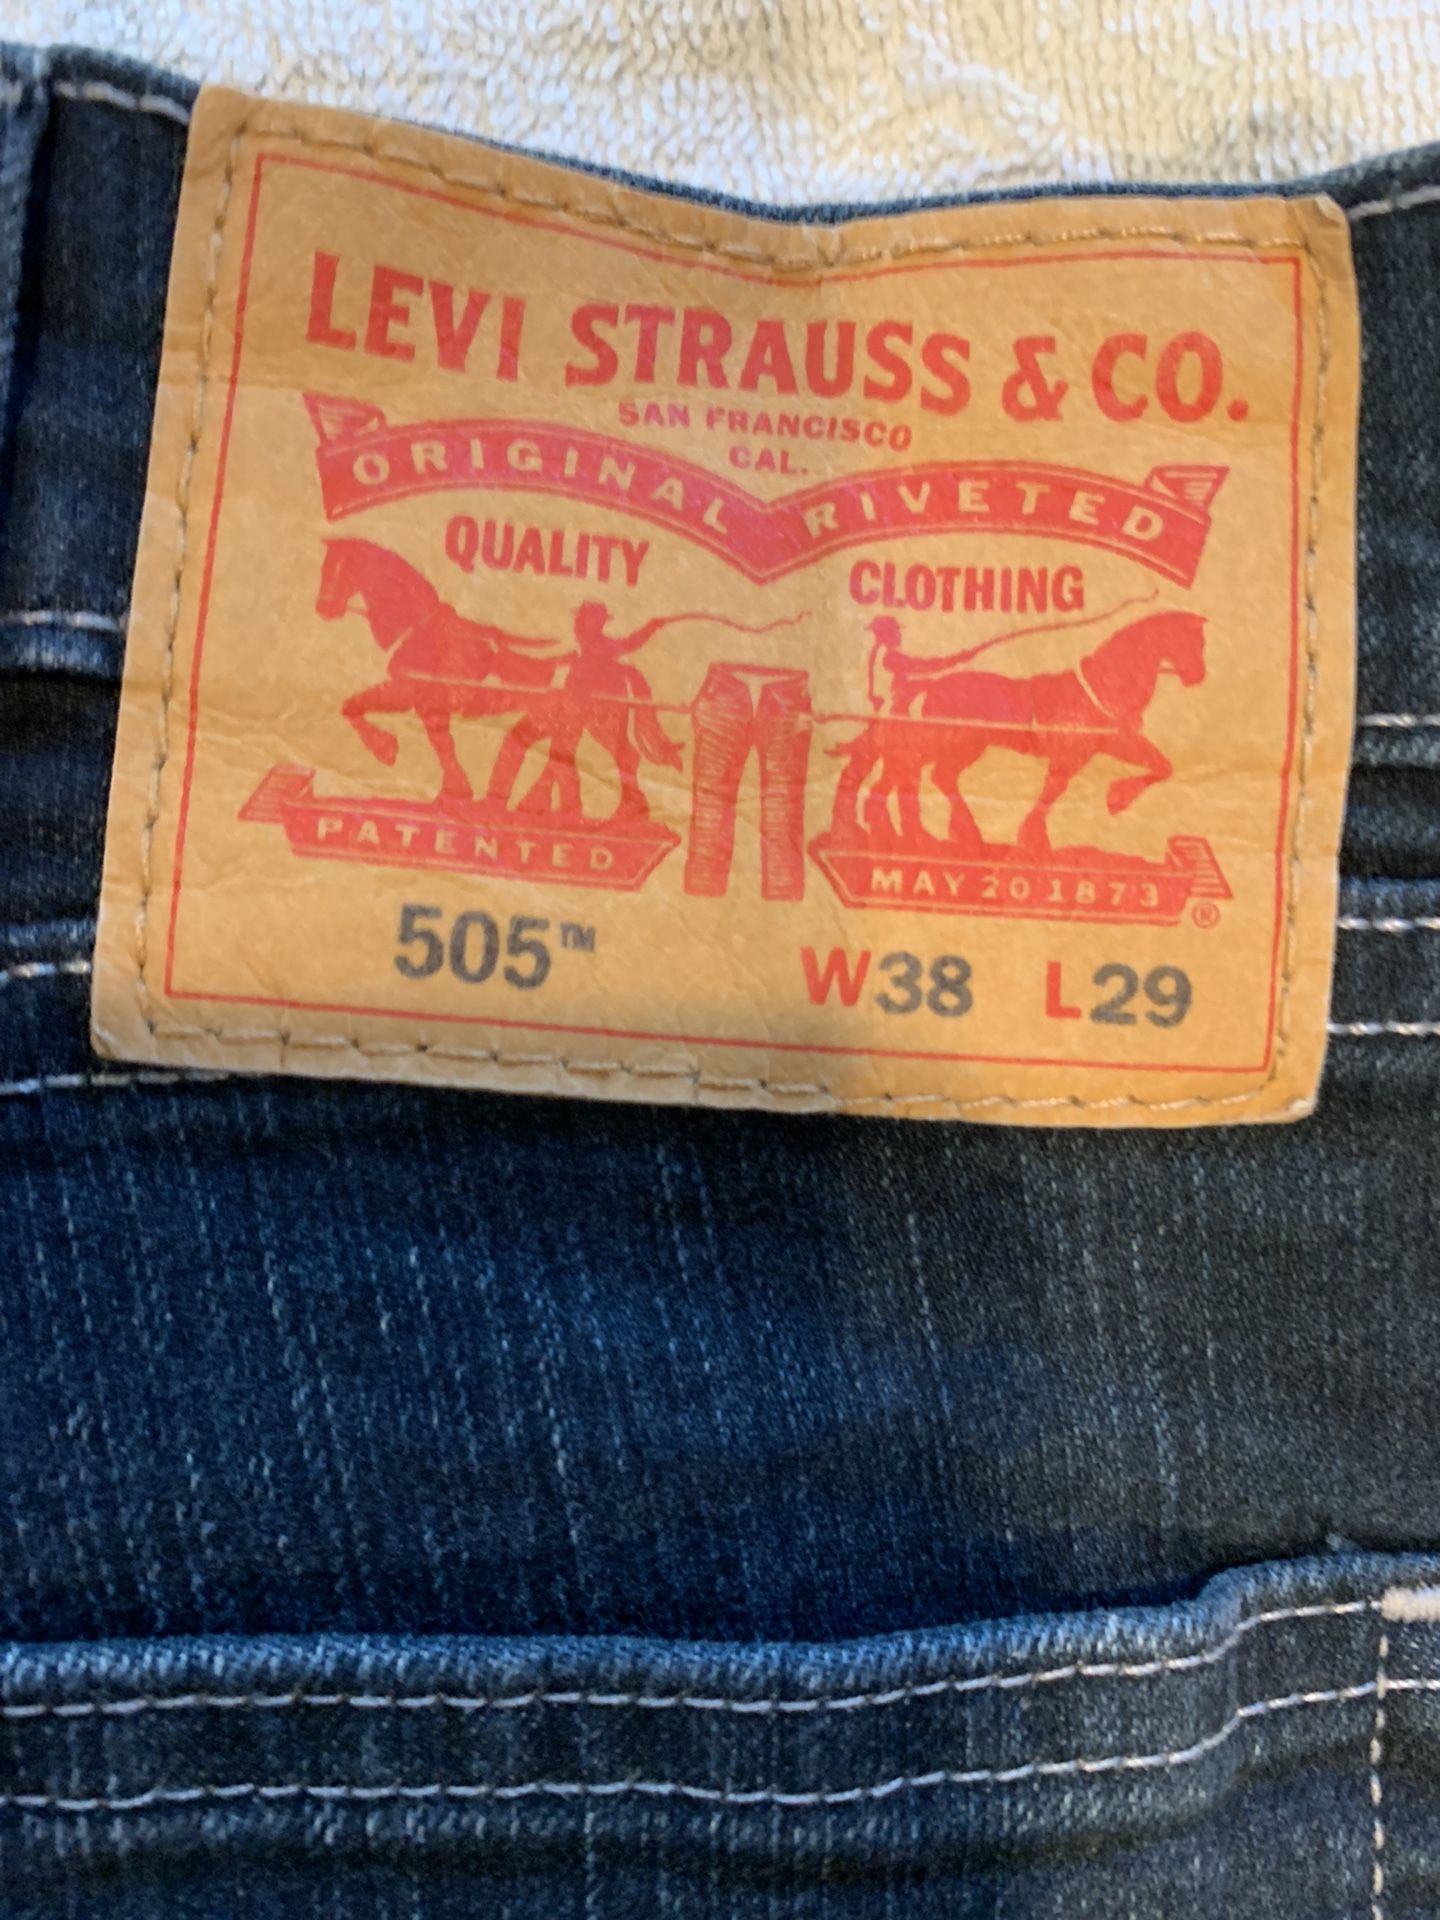 LEVI STRAUSS & CO.
SAN FRANCISCO
CAL.
ORIGINAL RIVETED
QUALITY CLOTHING
PATENTED MAY 20 1873 ®
505™ W38 L29